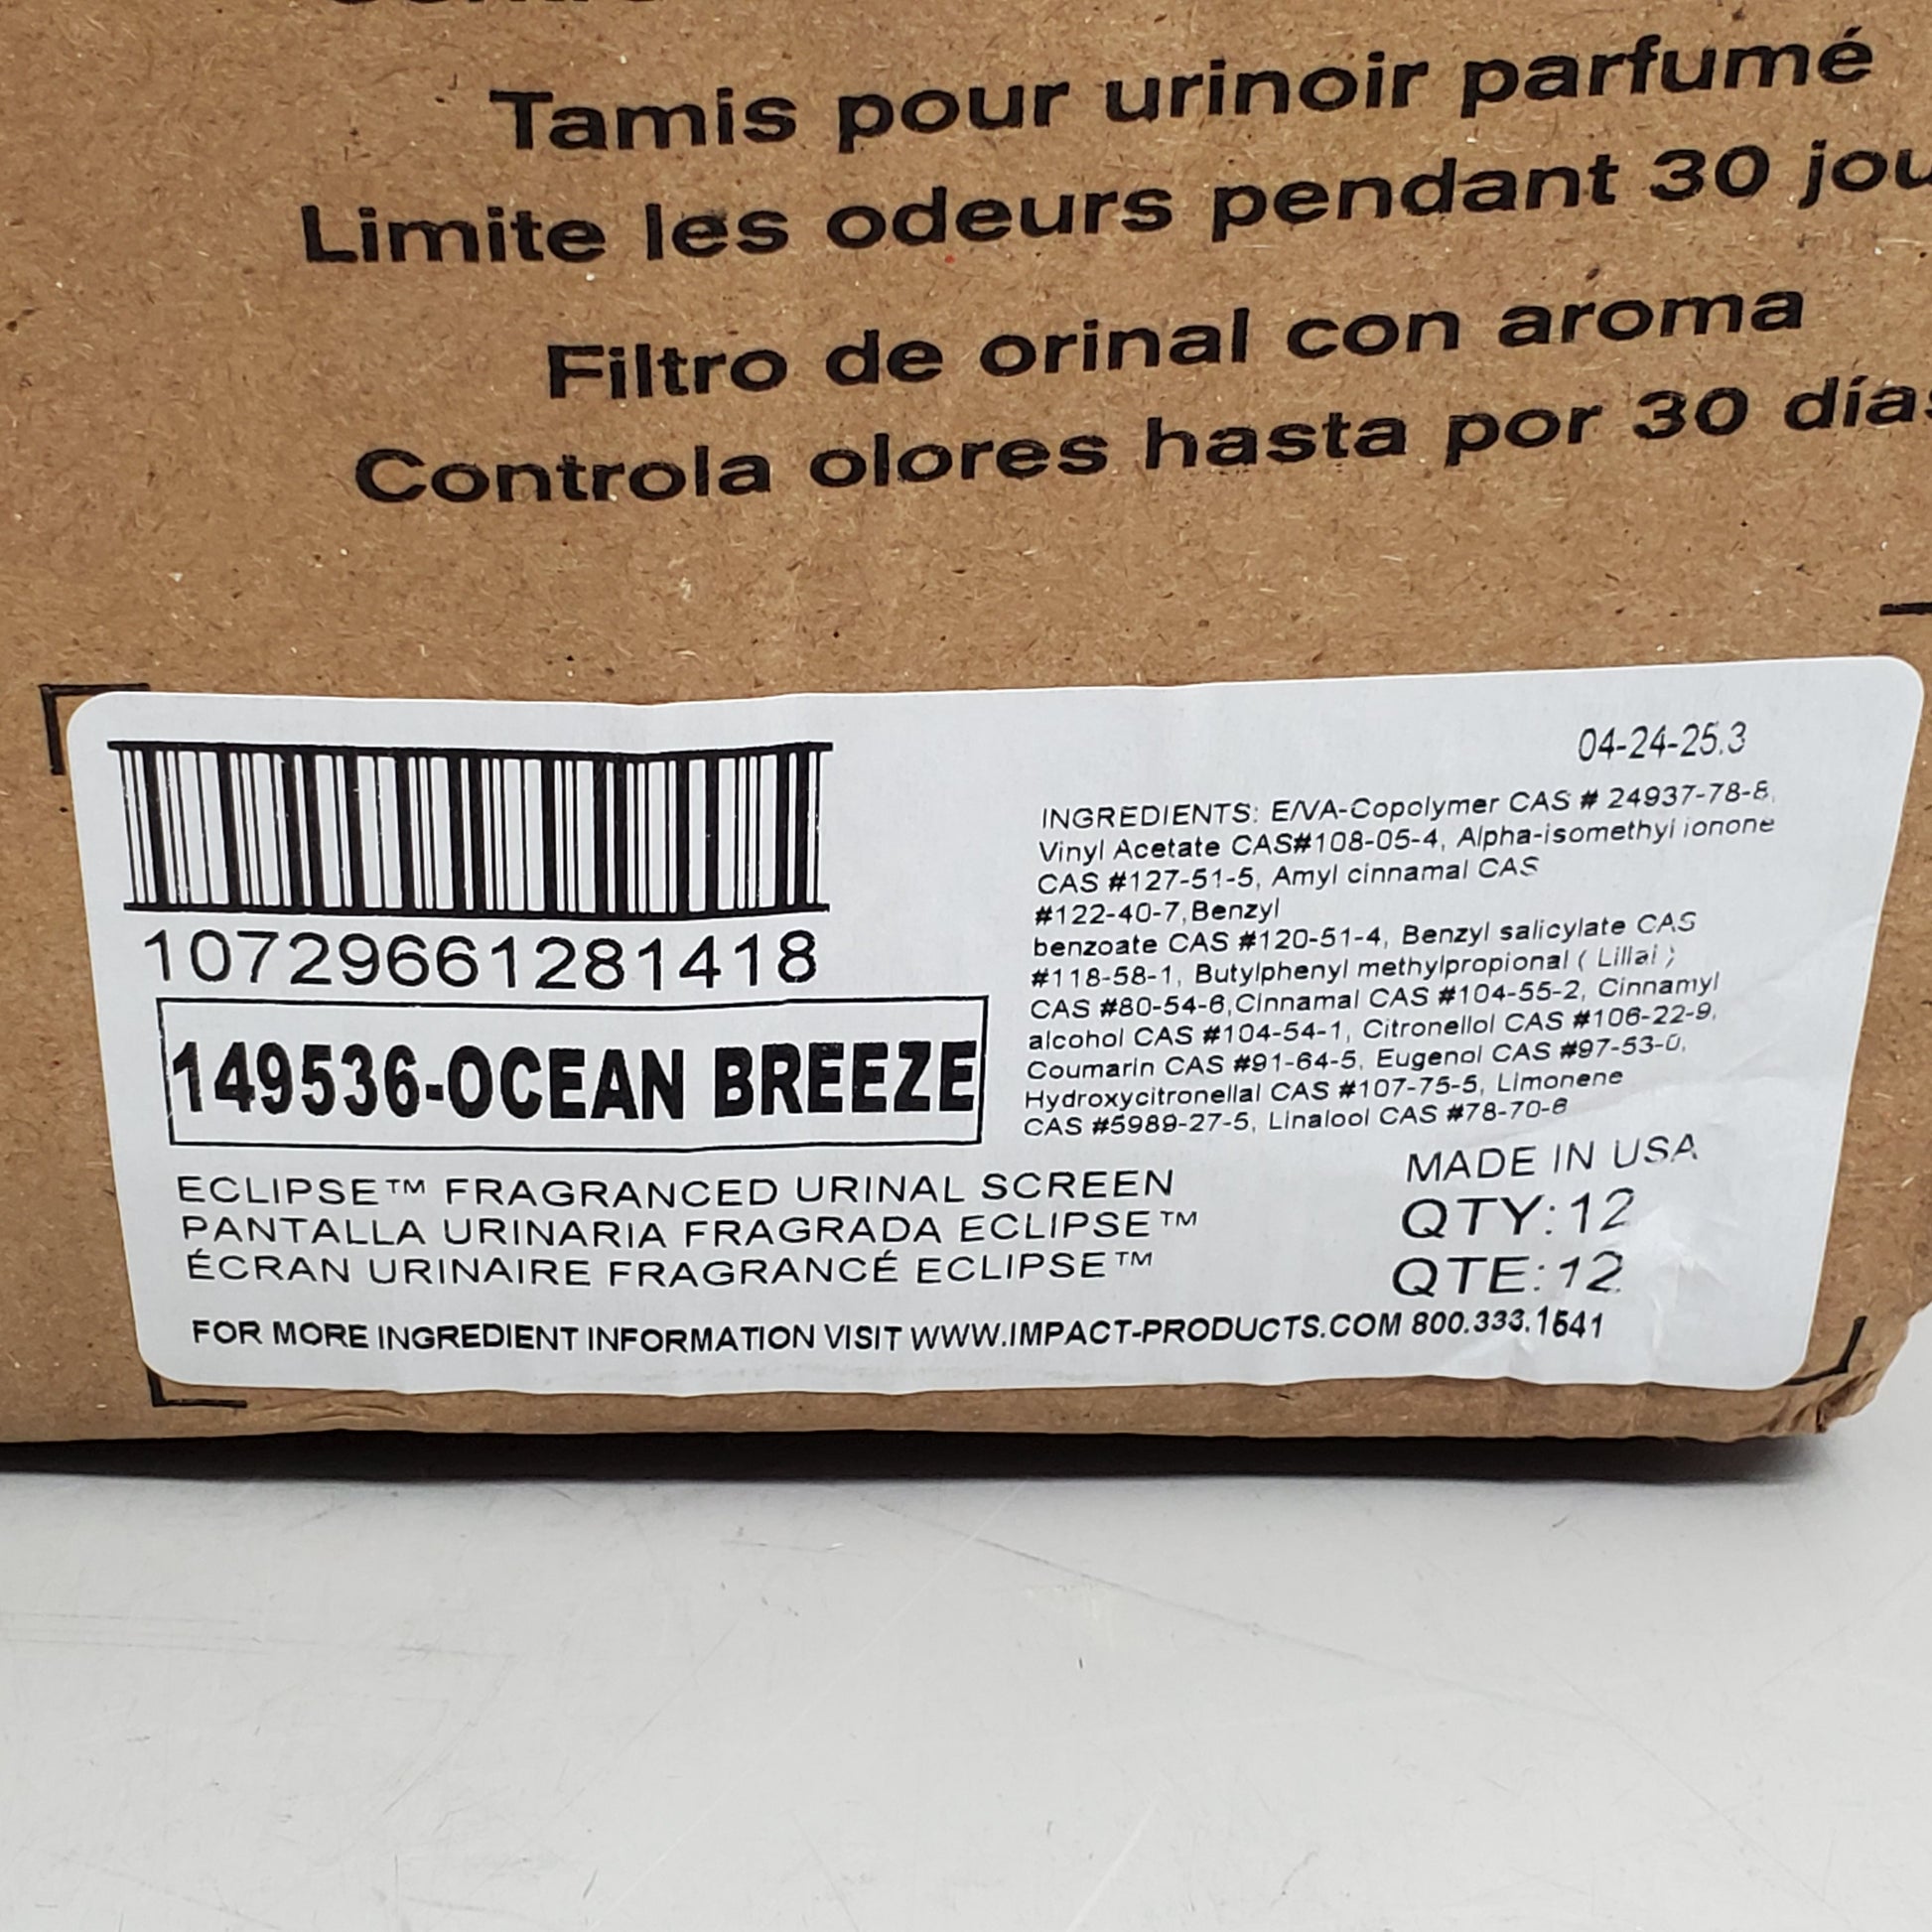 Tamis pour urinoir parfumé
Limite les odeurs pendant 30 jou
Filtro de orinal con aroma
Controla olores hasta por 30 días
10729661281418
149536-OCEAN BREEZE
ECLIPSE™ FRAGRANCED URINAL SCREEN
PANTALLA URINARIA FRAGRADA ECLIPSE™
ÉCRAN URINAIRE FRAGRANCÉ ECLIPSE™
04-24-25.3
INGREDIENTS: E/VA-Copolymer CAS # 24937-78-8,
Vinyl Acetate CAS#108-05-4, Alpha-isomethyl ionone
CAS #127-51-5, Amyl cinnamal CAS
#122-40-7,Benzyl
benzoate CAS #120-51-4, Benzyl salicylate CAS
#118-58-1, Butylphenyl methylpropional ( Lilial )
CAS #80-54-6,Cinnamal CAS #104-55-2, Cinnamyl
alcohol CAS #104-54-1, Citronellol CAS #106-22-9,
Coumarin CAS #91-64-5, Eugenol CAS #97-53-0,
Hydroxycitronellal CAS #107-75-5, Limonene
CAS #5989-27-5, Linalool CAS #78-70-6
MADE IN USA
QTY:12
QTE:12
FOR MORE INGREDIENT INFORMATION VISIT WWW.IMPACT-PRODUCTS.COM 800.333.1541